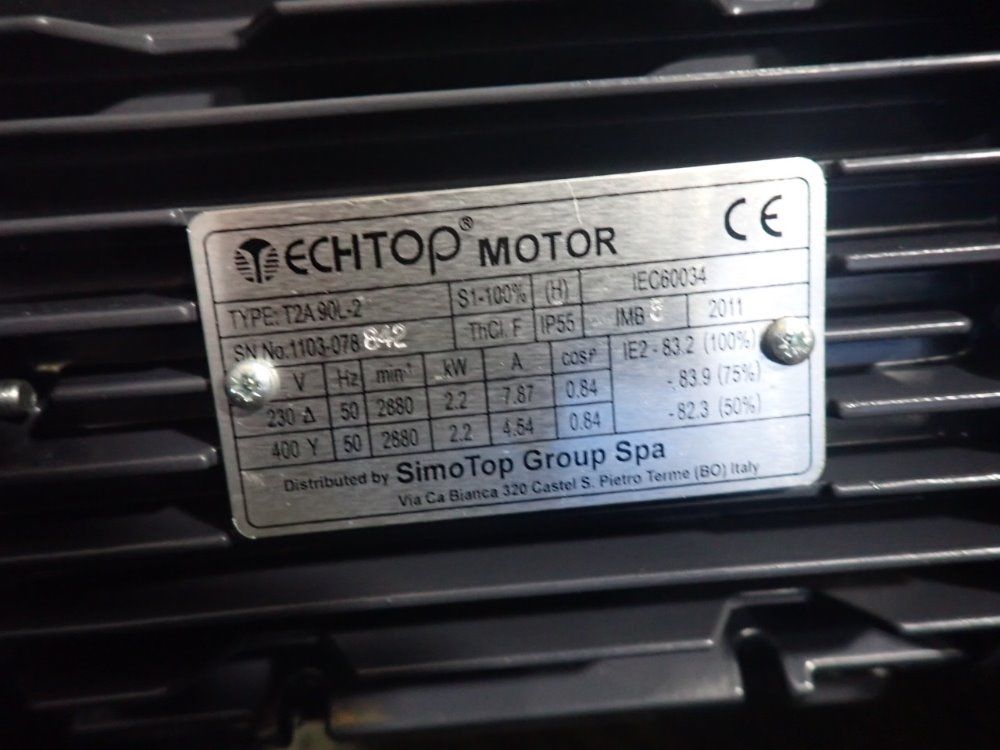 TECHTOP® MOTOR CE
TYPE: T2A 90L-2 S1-100% (H) IEC60034
SN No.1103-078 842 ThCl. F IP55 IMB 2011
V Hz min⁻¹ kW A cosφ IE2 - 83.2 (100%)
230 Δ 50 2880 2.2 7.87 0.84 -. 83.9 (75%)
400 Y 50 2880 2.2 4.54 0.84 -82.3 (50%)
Distributed by SimoTop Group Spa
Via Ca Bianca 320 Castel S. Pietro Terme (BO) Italy